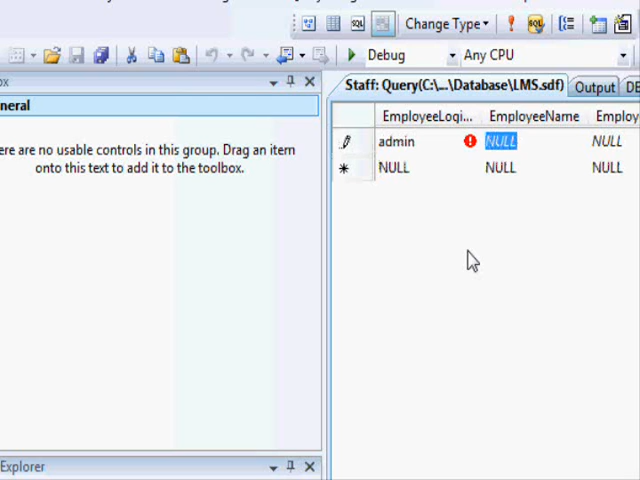 Change Type
Debug
Any CPU
Staff: Query(C:\...\Database\LMS.sdf)
Output
neral
EmployeeLogi...
EmployeeName
Employ
admin
NULL
NULL
ere are no usable controls in this group. Drag an item
onto this text to add it to the toolbox.
NULL
NULL
NULL
Explorer